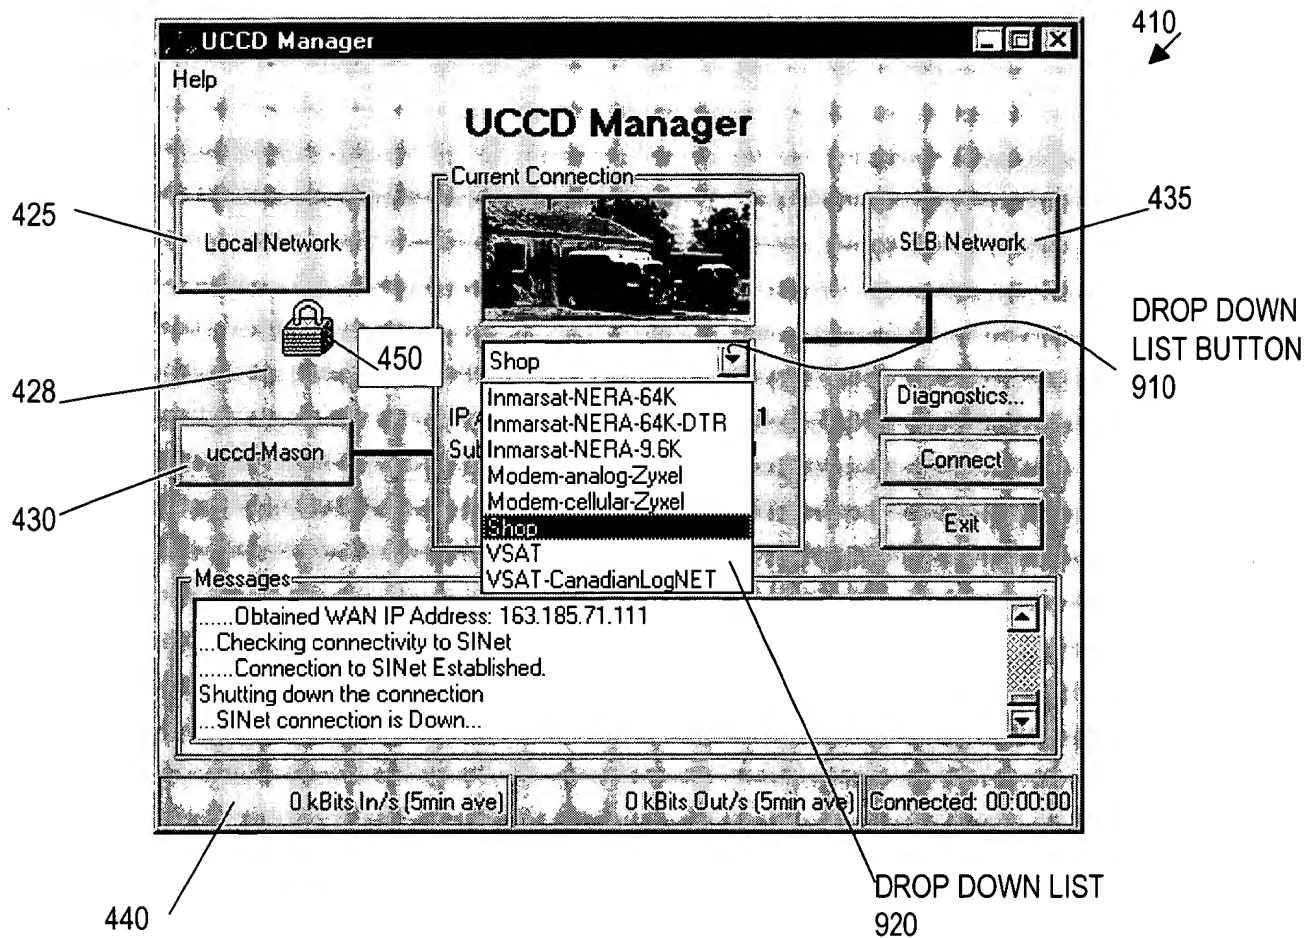 410
UCCD Manager
Help
UCCD Manager
Current Connection
425
Local Network
435
SLB Network
DROP DOWN
LIST BUTTON
910
450
Shop
428
Inmarsat-NERA-64K
Inmarsat-NERA-64K-DTR
Inmarsat-NERA-9.6K
Modem-analog-Zyxel
Modem-cellular-Zyxel
Shop
VSAT
VSAT-CanadianLogNET
IP
1
Sub
Diagnostics...
uccd-Mason
Connect
430
Exit
Messages
......Obtained WAN IP Address: 163.185.71.111
...Checking connectivity to SINet
......Connection to SINet Established.
Shutting down the connection
...SINet connection is Down...
0 kBits In/s (5min ave)
0 kBits Out/s (5min ave)
Connected: 00:00:00
440
DROP DOWN LIST
920